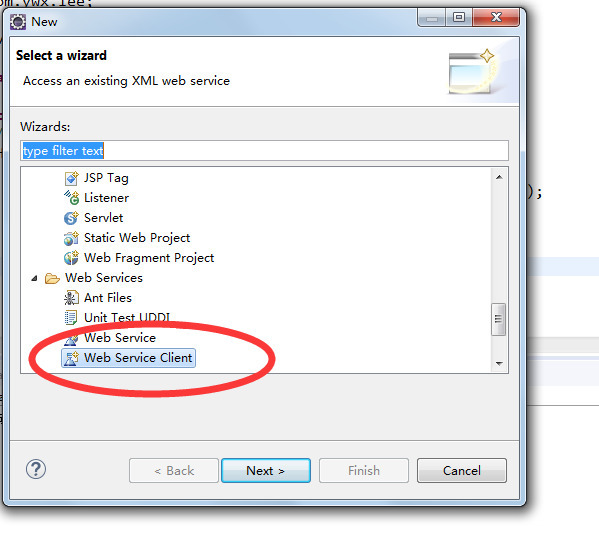 om.ywx.lee;
New
Select a wizard
Access an existing XML web service
Wizards:
type filter text
JSP Tag
Listener
Servlet
Static Web Project
Web Fragment Project
);
Web Services
Ant Files
Unit Test UDDI
Web Service
Web Service Client
?
< Back
Next >
Finish
Cancel